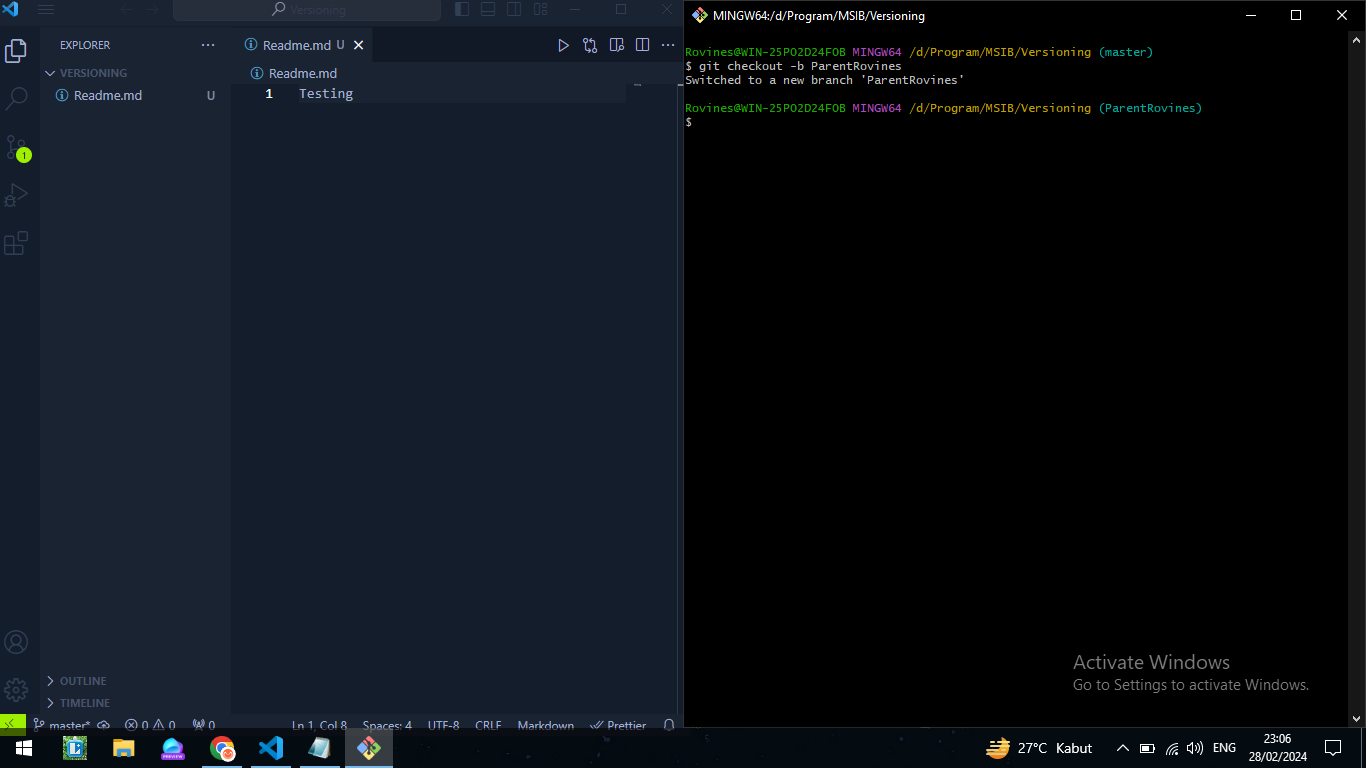 Versioning
EXPLORER
VERSIONING
Readme.md U
1
OUTLINE
TIMELINE
Readme.md U
Readme.md
1 Testing
master* 0 0 0 Ln 1, Col 8 Spaces: 4 UTF-8 CRLF Markdown Prettier
MINGW64:/d/Program/MSIB/Versioning
Rovines@WIN-25PO2D24FOB MINGW64 /d/Program/MSIB/Versioning (master)
$ git checkout -b ParentRovines
Switched to a new branch 'ParentRovines'
Rovines@WIN-25PO2D24FOB MINGW64 /d/Program/MSIB/Versioning (ParentRovines)
$
Activate Windows
Go to Settings to activate Windows.
PREVIEW
27°C Kabut
ENG
23:06
28/02/2024